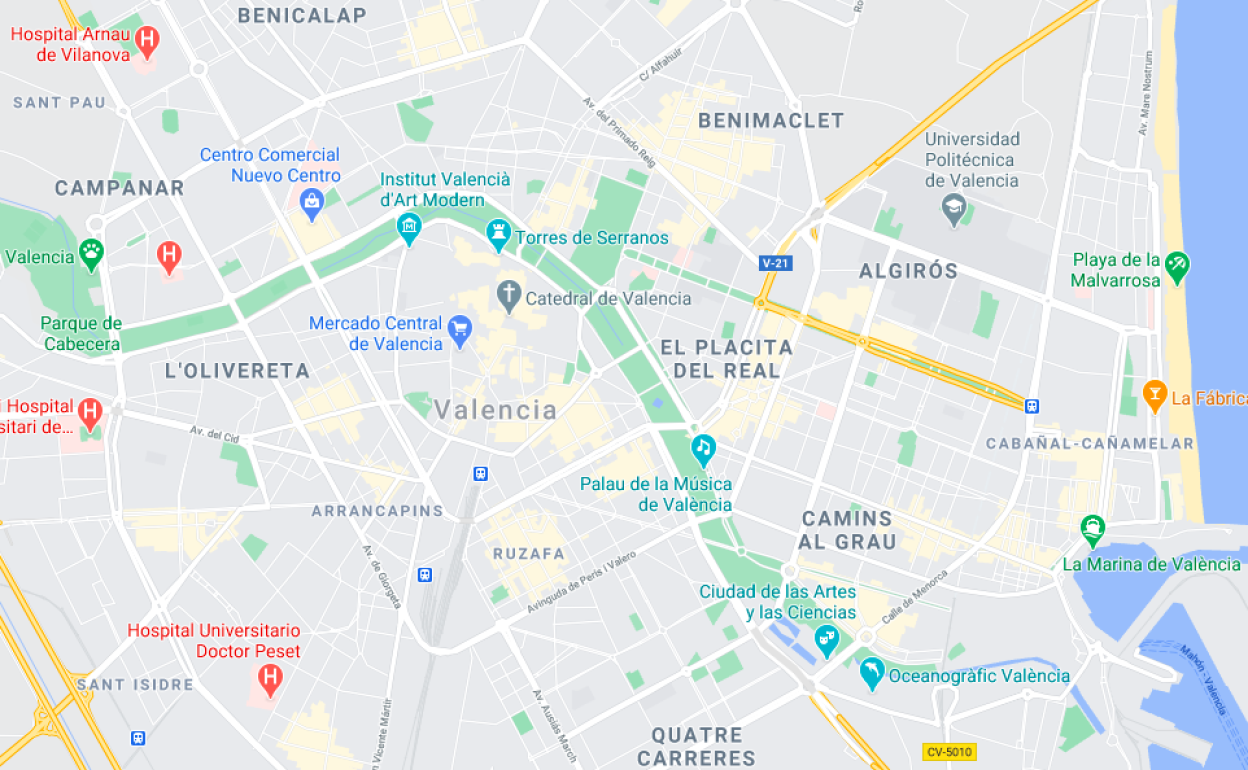 BENICALAP
Hospital Arnau
de Vilanova
C/ Alfahuir
Av. Mare Nostrum
SANT PAU
Av. del Primado Reig
BENIMACLET
Universidad
Politécnica
de Valencia
Centro Comercial
Nuevo Centro
CAMPANAR
Institut Valencià
d'Art Modern
Torres de Serranos
Valencia
V-21
ALGIRÓS
Playa de la
Malvarrosa
Catedral de Valencia
Parque de
Cabecera
Mercado Central
de Valencia
EL PLACITA
DEL REAL
L'OLIVERETA
Hospital
sitari de...
Valencia
La Fábrica
Av. del Cid
CABAÑAL-CAÑAMELAR
Palau de la Música
de València
ARRANCAPINS
CAMINS
AL GRAU
RUZAFA
La Marina de València
Av. de Giorgeta
Avinguda de Peris i Valero
Ciudad de las Artes
y las Ciencias
Calle de Menorca
Hospital Universitario
Doctor Peset
Mahón - Valencia
SANT ISIDRE
Oceanogràfic València
Av. Ausiàs March
n Vicente Mártir
QUATRE
CARRERES
CV-5010